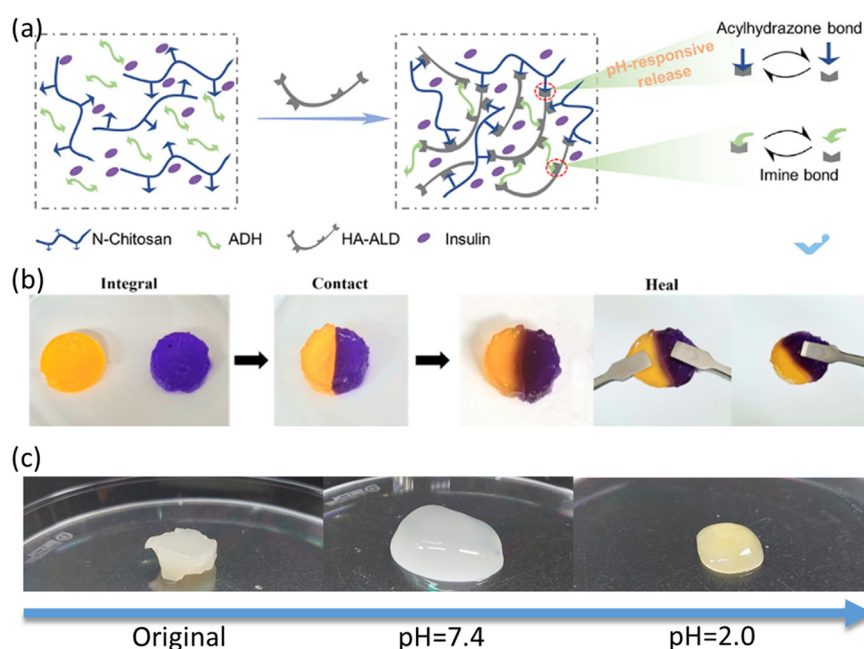 (a)
Acylhydrazone bond
pH-responsive
release
Imine bond
N-Chitosan
ADH
HA-ALD
Insulin
(b)
Integral
Contact
Heal
(c)
Original
pH=7.4
pH=2.0